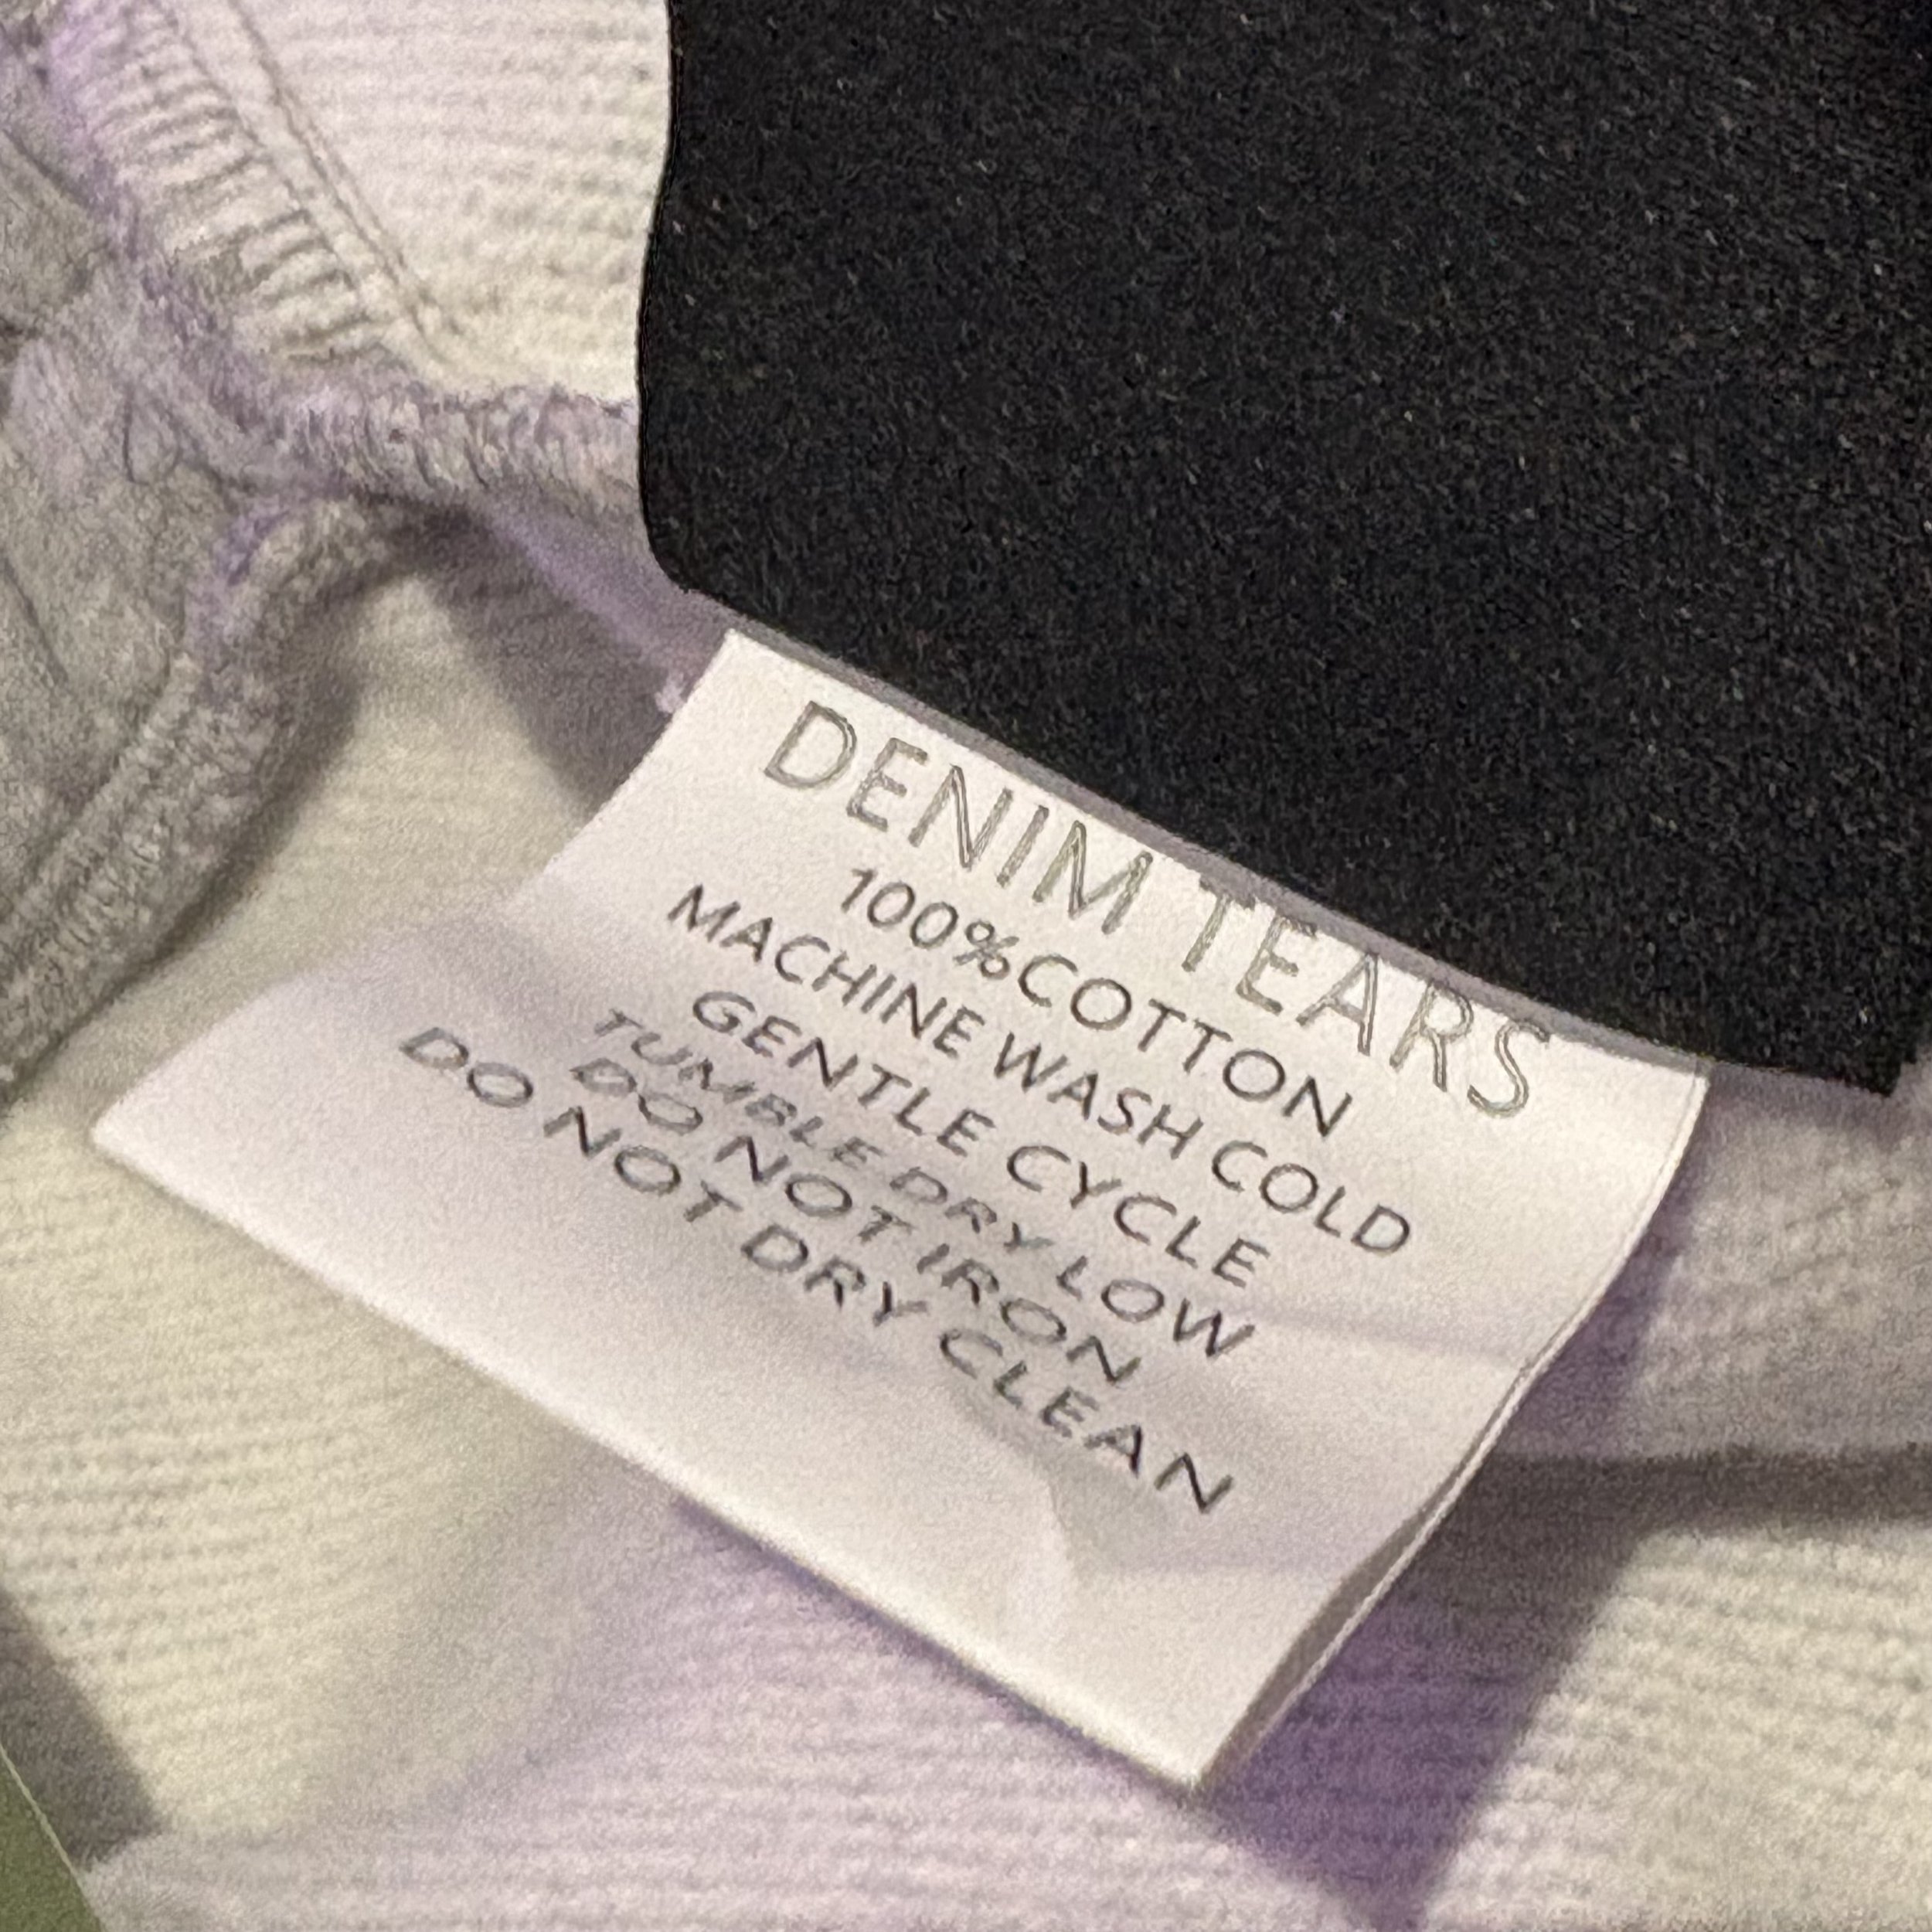 DENIM TEARS
100%COTTON
MACHINE WASH COLD
GENTLE CYCLE
TUMBLE DRY LOW
DO NOT IRON
DO NOT DRY CLEAN